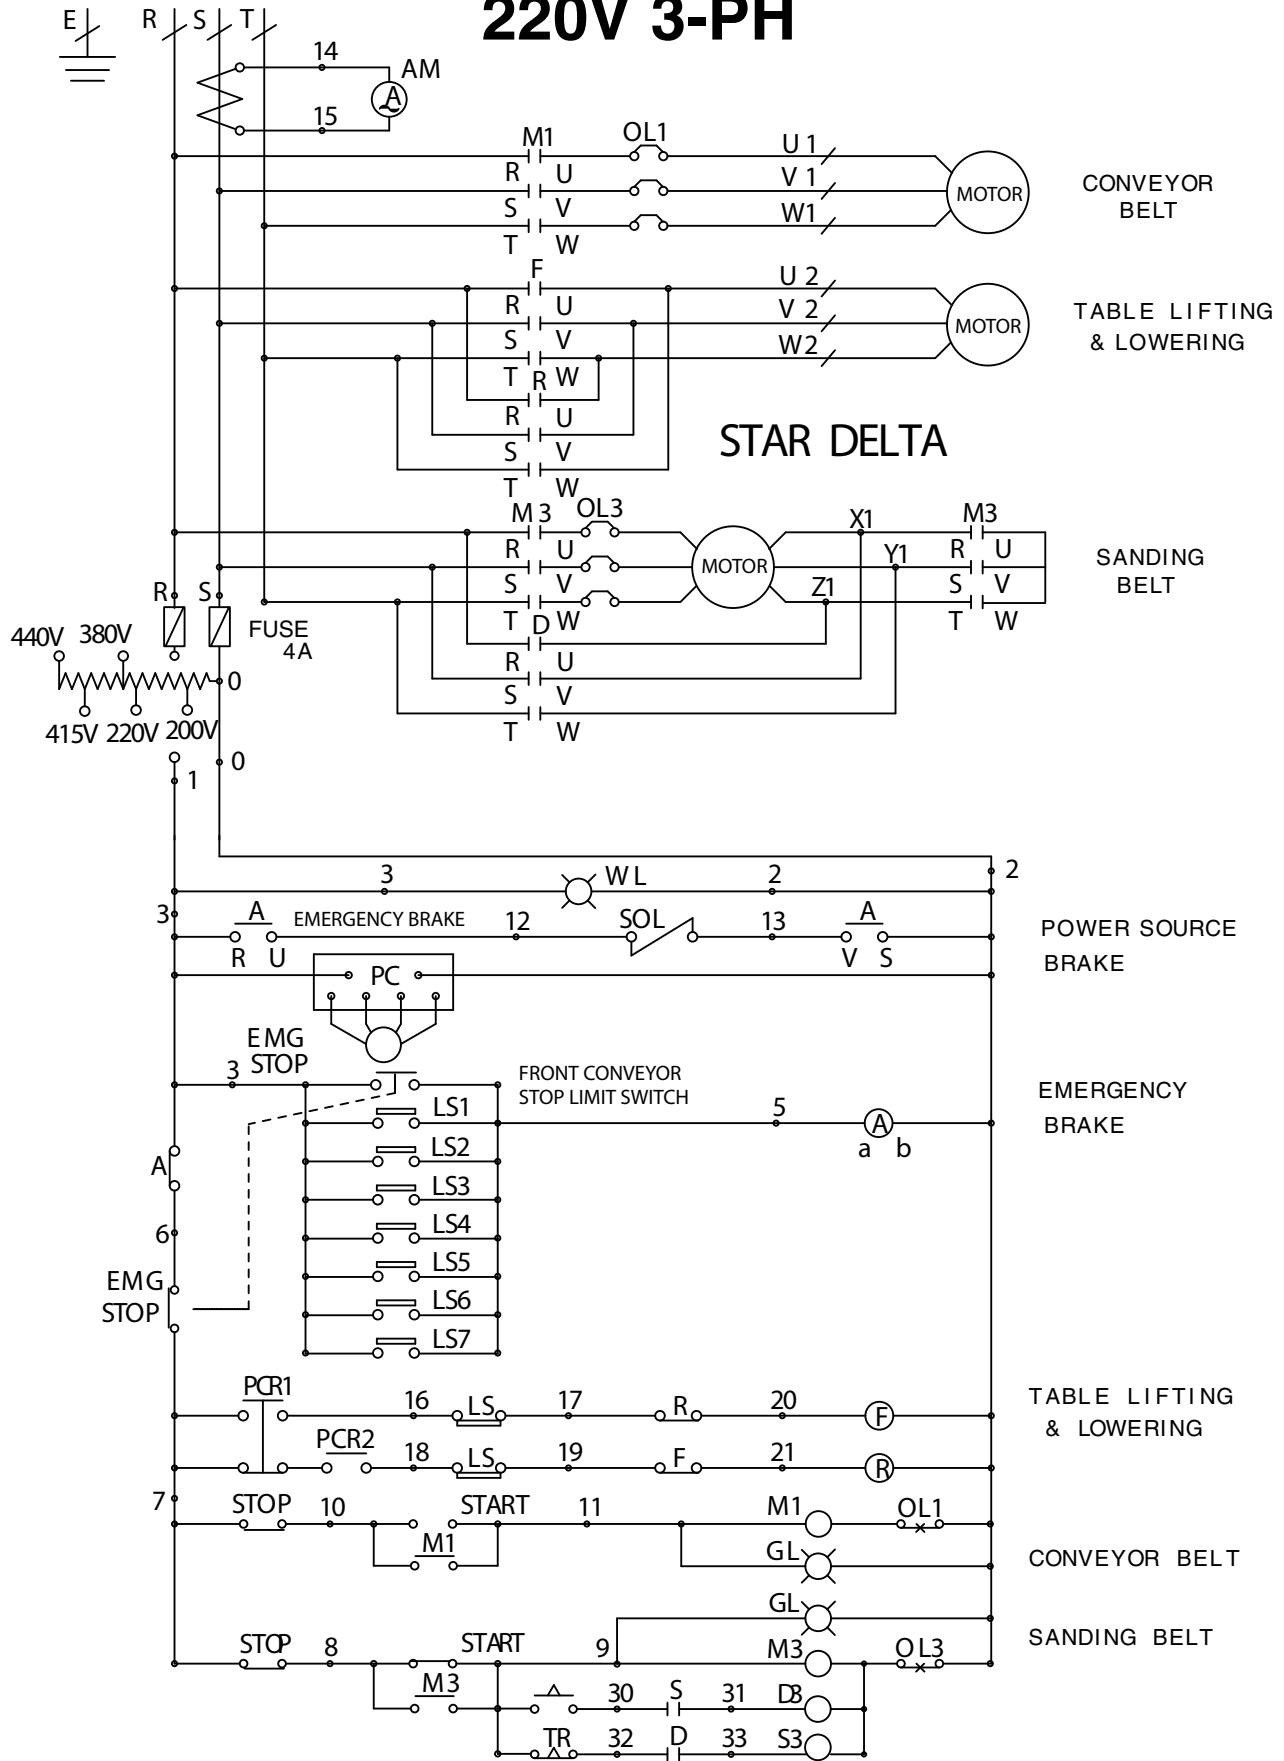 220V 3-PH
E R S T
14 AM
A
15
M1 OL1 U 1
R U V 1 MOTOR CONVEYOR
S V W1 BELT
T W
F U 2
R U V 2 MOTOR TABLE LIFTING
S V W2 & LOWERING
T W
R
R U STAR DELTA
S V
T W
M 3 OL3 X1 M3
R U MOTOR Y1 R U SANDING
S V Z1 S V BELT
T W T W
D
R U
S V
T W
R S FUSE
4A
440V 380V
0
415V 220V 200V
0
1
2
3 WL 2
3 A EMERGENCY BRAKE 12 SOL 13 A POWER SOURCE
R U V S BRAKE
PC
EMG
STOP
3 FRONT CONVEYOR
STOP LIMIT SWITCH
EMERGENCY
BRAKE
LS1 5 A
a b
LS2
A LS3
6 LS4
LS5
EMG
STOP
LS6
LS7
PCR1 16 LS 17 R 20 F TABLE LIFTING
& LOWERING
PCR2 18 LS 19 F 21 R
7 STOP 10 START 11 M1 OL1
M1 GL CONVEYOR BELT
GL
STOP 8 START 9 M3 OL3 SANDING BELT
M3 30 S 31 D3
TR 32 D 33 S3